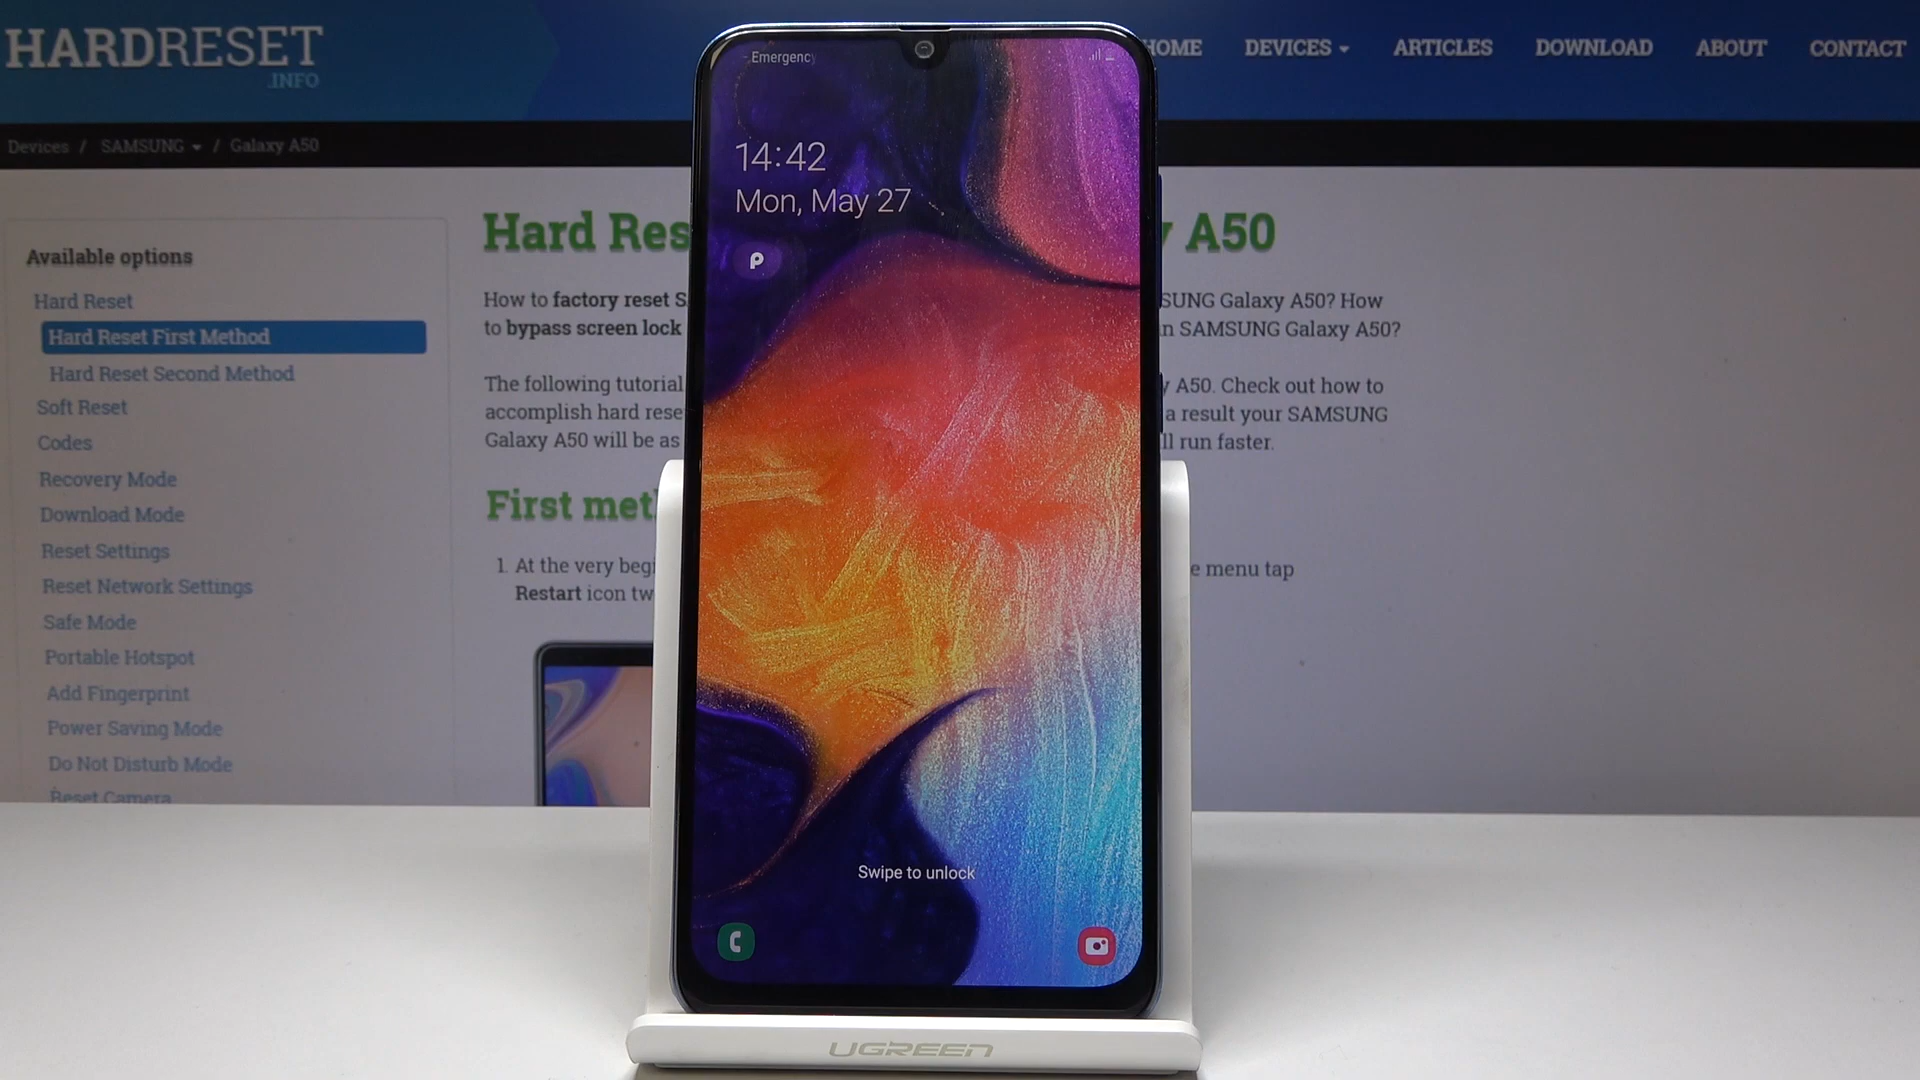 HARDRESET
.INFO
HOME
DEVICES
ARTICLES
DOWNLOAD
ABOUT
CONTACT
Devices / SAMSUNG / Galaxy A50
Available options
Hard Reset
Hard Reset First Method
Hard Reset Second Method
Soft Reset
Codes
Recovery Mode
Download Mode
Reset Settings
Reset Network Settings
Safe Mode
Portable Hotspot
Add Fingerprint
Power Saving Mode
Do Not Disturb Mode
Reset Camera
Hard Res
A50
How to factory reset S
SUNG Galaxy A50? How
to bypass screen lock
n SAMSUNG Galaxy A50?
The following tutorial
A50. Check out how to
accomplish hard rese
a result your SAMSUNG
Galaxy A50 will be as
ll run faster.
First met
1. At the very begi
e menu tap
Restart icon tw
Emergency
14:42
Mon, May 27
P
Swipe to unlock
UGREEN